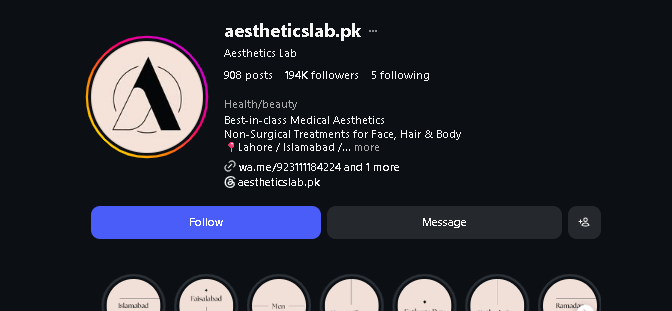 aestheticslab.pk ...
Aesthetics Lab
908 posts 194K followers 5 following
Health/beauty
Best-in-class Medical Aesthetics
Non-Surgical Treatments for Face, Hair & Body
📍Lahore / Islamabad /... more
wa.me/923111184224 and 1 more
aestheticslab.pk
Follow Message
Islamabad Faisalabad Men Ramadan